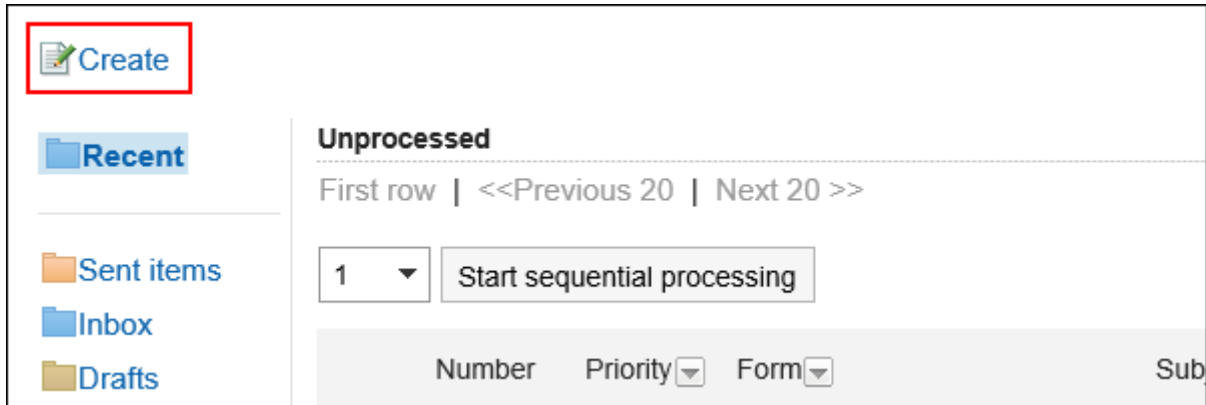 Create
Recent
Sent items
Inbox
Drafts
Unprocessed
First row | <<Previous 20 | Next 20 >>
1 Start sequential processing
Number Priority Form